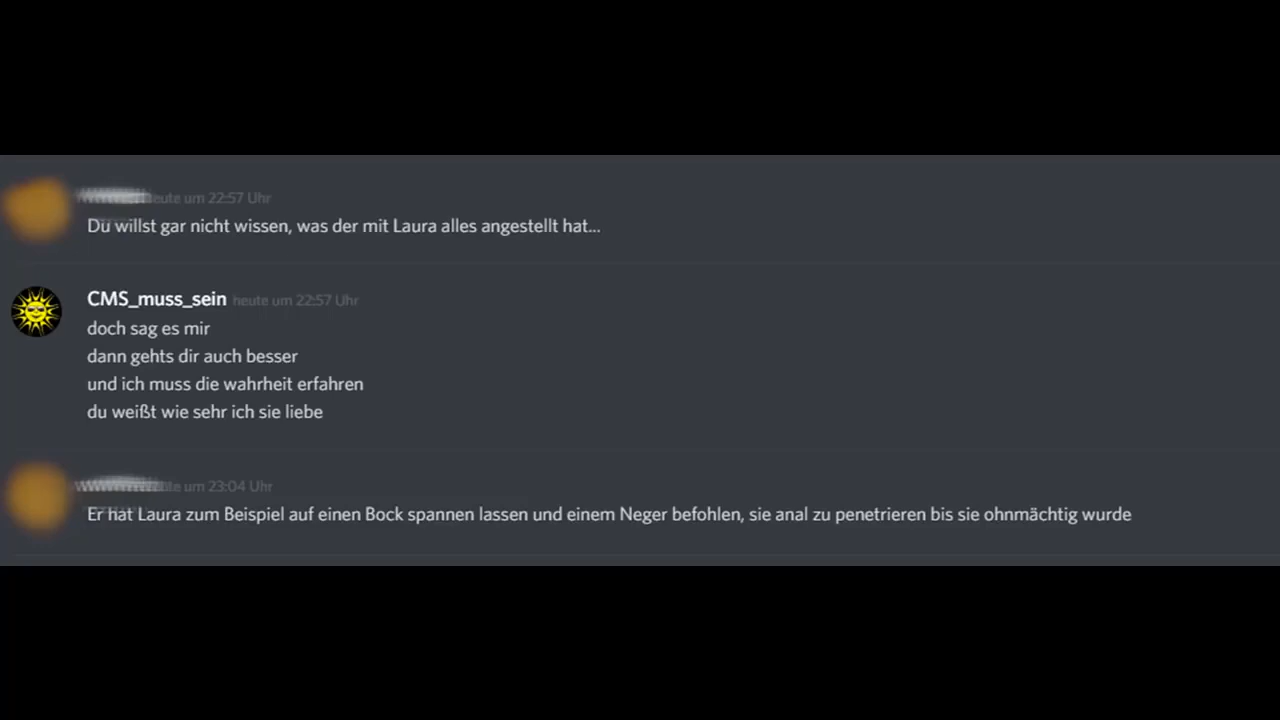 heute um 22:57 Uhr
Du willst gar nicht wissen, was der mit Laura alles angestellt hat...
CMS_muss_sein heute um 22:57 Uhr
doch sag es mir
dann gehts dir auch besser
und ich muss die wahrheit erfahren
du weißt wie sehr ich sie liebe
um 23:04 Uhr
Er hat Laura zum Beispiel auf einen Bock spannen lassen und einem Neger befohlen, sie anal zu penetrieren bis sie ohnmächtig wurde